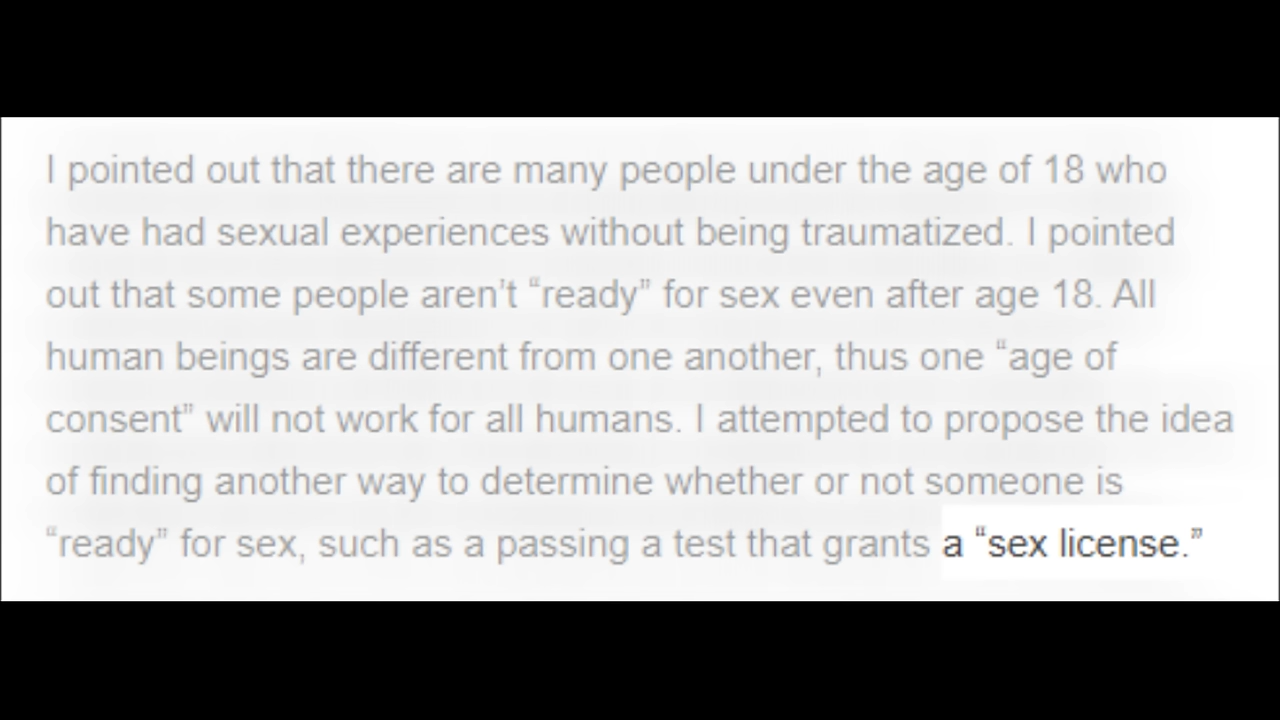 I pointed out that there are many people under the age of 18 who
have had sexual experiences without being traumatized. I pointed
out that some people aren't “ready” for sex even after age 18. All
human beings are different from one another, thus one “age of
consent” will not work for all humans. I attempted to propose the idea
of finding another way to determine whether or not someone is
“ready” for sex, such as a passing a test that grants a “sex license.”